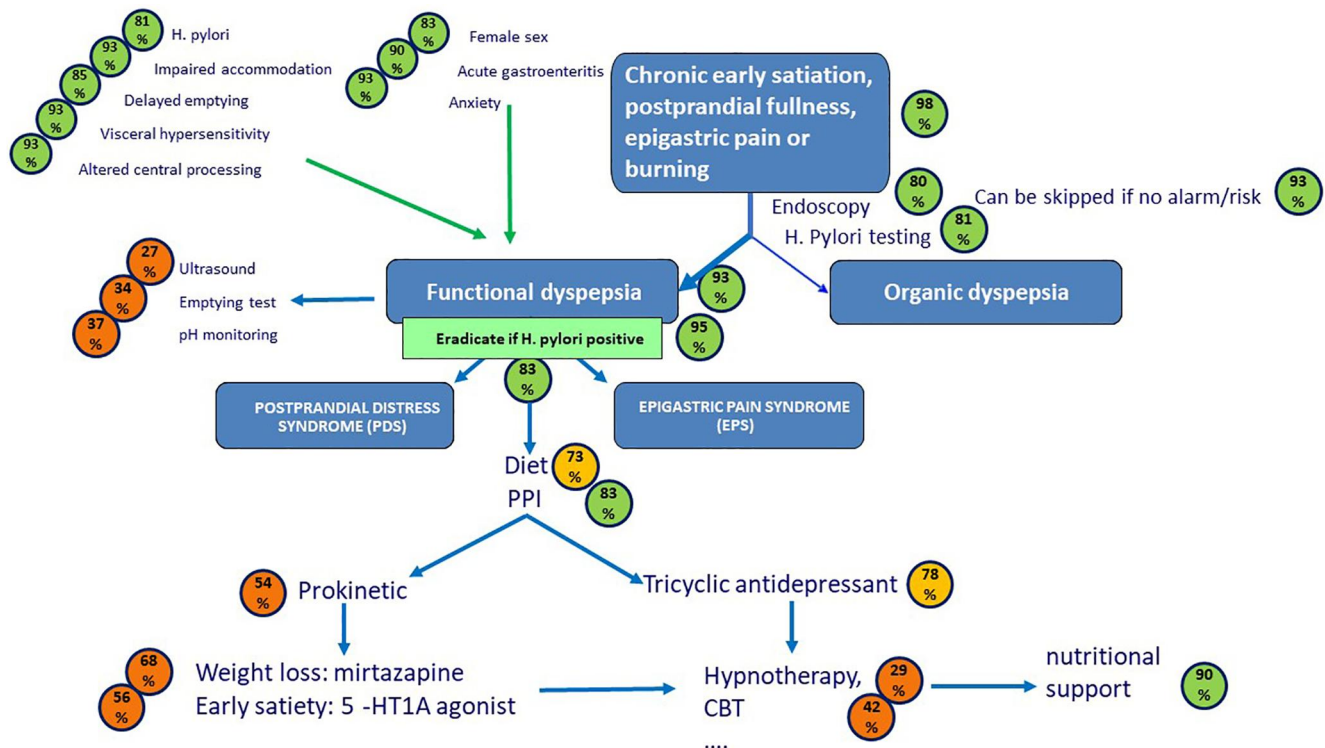 81
%
H. pylori
93
%
Impaired accommodation
85
%
Delayed emptying
93
%
Visceral hypersensitivity
93
%
Altered central processing
83
%
Female sex
90
%
Acute gastroenteritis
93
%
Anxiety
Chronic early satiation,
postprandial fullness,
epigastric pain or
burning
98
%
Endoscopy
80
%
H. Pylori testing
81
%
Can be skipped if no alarm/risk
93
%
27
%
Ultrasound
34
%
Emptying test
37
%
pH monitoring
Functional dyspepsia
93
%
Organic dyspepsia
Eradicate if H. pylori positive
95
%
83
%
POSTPRANDIAL DISTRESS
SYNDROME (PDS)
EPIGASTRIC PAIN SYNDROME
(EPS)
Diet
73
%
PPI
83
%
54
%
Prokinetic
Tricyclic antidepressant
78
%
68
%
Weight loss: mirtazapine
56
%
Early satiety: 5 -HT1A agonist
Hypnotherapy,
29
%
CBT
42
%
....
nutritional
support
90
%